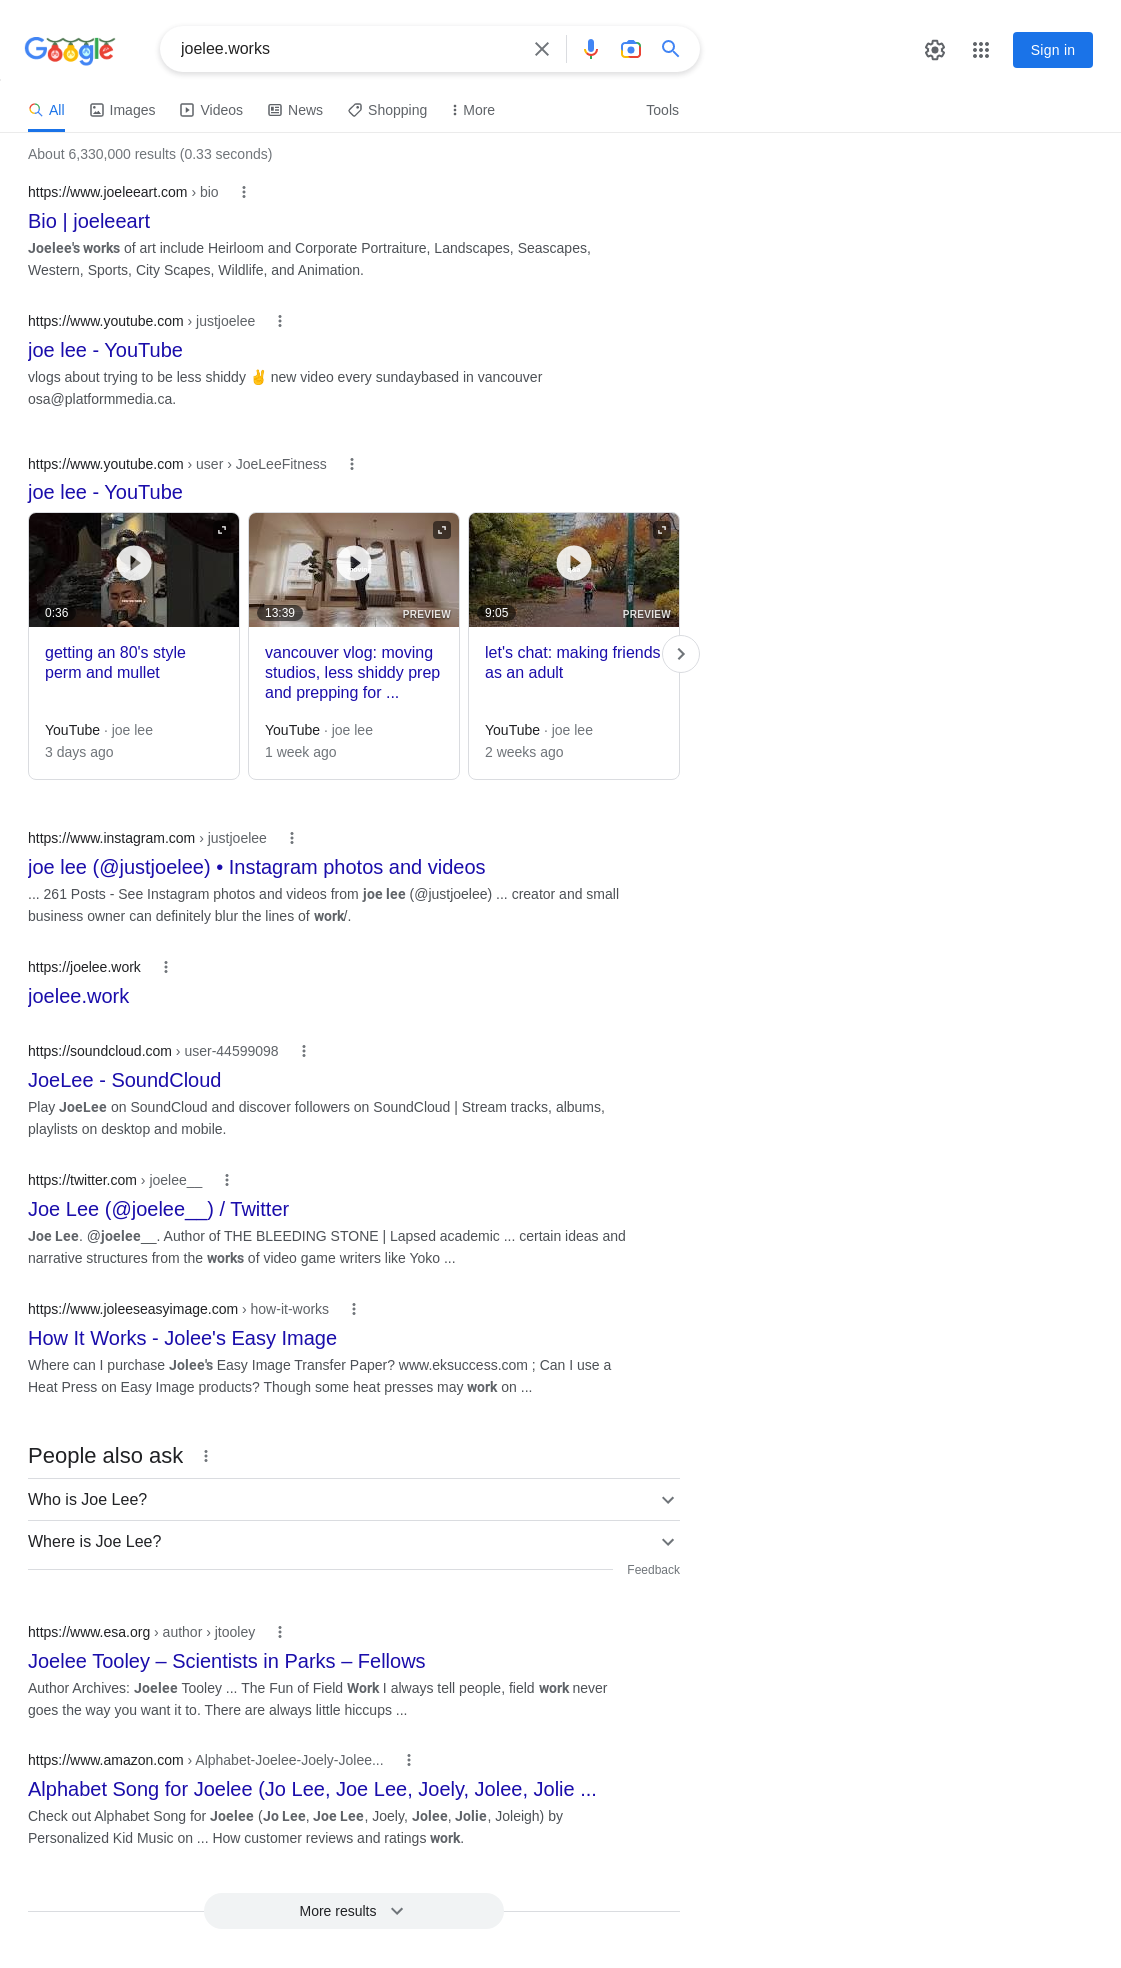 Google
joelee.works
Sign in
All
Images
Videos
News
Shopping
More
Tools
About 6,330,000 results (0.33 seconds)
https://www.joeleeart.com › bio
Bio | joeleeart
Joelee's works of art include Heirloom and Corporate Portraiture, Landscapes, Seascapes,
Western, Sports, City Scapes, Wildlife, and Animation.
https://www.youtube.com › justjoelee
joe lee - YouTube
vlogs about trying to be less shiddy ✌️ new video every sundaybased in vancouver
osa@platformmedia.ca.
https://www.youtube.com › user › JoeLeeFitness
joe lee - YouTube
0:36
13:39
PREVIEW
9:05
PREVIEW
getting an 80's style
perm and mullet
YouTube · joe lee
3 days ago
vancouver vlog: moving
studios, less shiddy prep
and prepping for ...
YouTube · joe lee
1 week ago
let's chat: making friends
as an adult
YouTube · joe lee
2 weeks ago
https://www.instagram.com › justjoelee
joe lee (@justjoelee) • Instagram photos and videos
... 261 Posts - See Instagram photos and videos from joe lee (@justjoelee) ... creator and small
business owner can definitely blur the lines of work/.
https://joelee.work
joelee.work
https://soundcloud.com › user-44599098
JoeLee - SoundCloud
Play JoeLee on SoundCloud and discover followers on SoundCloud | Stream tracks, albums,
playlists on desktop and mobile.
https://twitter.com › joelee__
Joe Lee (@joelee__) / Twitter
Joe Lee. @joelee__. Author of THE BLEEDING STONE | Lapsed academic ... certain ideas and
narrative structures from the works of video game writers like Yoko ...
https://www.joleeseasyimage.com › how-it-works
How It Works - Jolee's Easy Image
Where can I purchase Jolee's Easy Image Transfer Paper? www.eksuccess.com ; Can I use a
Heat Press on Easy Image products? Though some heat presses may work on ...
People also ask
Who is Joe Lee?
Where is Joe Lee?
Feedback
https://www.esa.org › author › jtooley
Joelee Tooley – Scientists in Parks – Fellows
Author Archives: Joelee Tooley ... The Fun of Field Work I always tell people, field work never
goes the way you want it to. There are always little hiccups ...
https://www.amazon.com › Alphabet-Joelee-Joely-Jolee...
Alphabet Song for Joelee (Jo Lee, Joe Lee, Joely, Jolee, Jolie ...
Check out Alphabet Song for Joelee (Jo Lee, Joe Lee, Joely, Jolee, Jolie, Joleigh) by
Personalized Kid Music on ... How customer reviews and ratings work.
More results